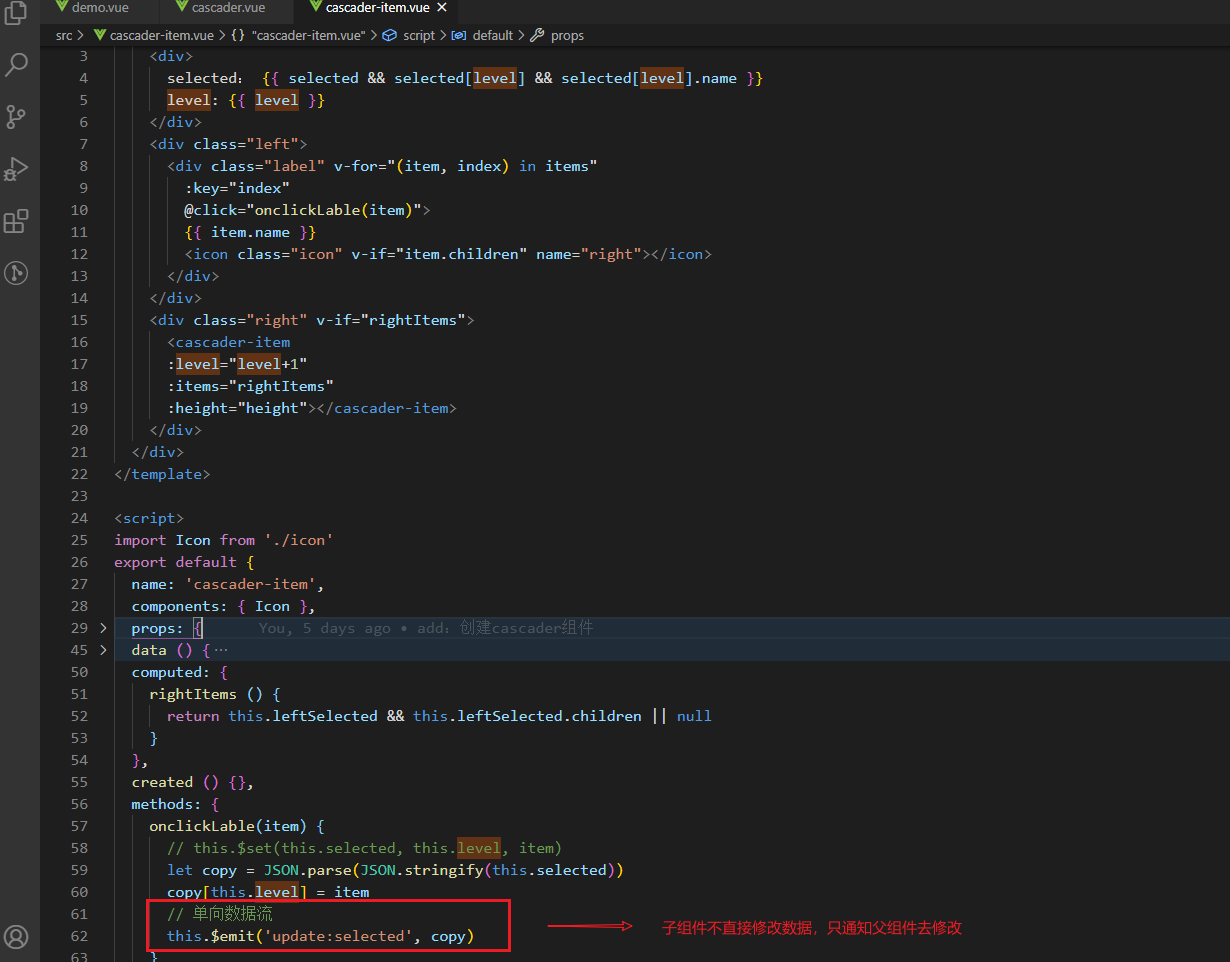 demo.vue cascader.vue cascader-item.vue ×
src > cascader-item.vue > {} "cascader-item.vue" > script > default > props
3 <div>
4 selected： {{ selected && selected[level] && selected[level].name }}
5 level: {{ level }}
6 </div>
7 <div class="left">
8 <div class="label" v-for="(item, index) in items"
9 :key="index"
10 @click="onclickLable(item)">
11 {{ item.name }}
12 <icon class="icon" v-if="item.children" name="right"></icon>
13 </div>
14 </div>
15 <div class="right" v-if="rightItems">
16 <cascader-item
17 :level="level+1"
18 :items="rightItems"
19 :height="height"></cascader-item>
20 </div>
21 </div>
22 </template>
23
24 <script>
25 import Icon from './icon'
26 export default {
27 name: 'cascader-item',
28 components: { Icon },
29 props: { You, 5 days ago • add：创建cascader组件
45 data () {…
50 computed: {
51 rightItems () {
52 return this.leftSelected && this.leftSelected.children || null
53 }
54 },
55 created () {},
56 methods: {
57 onclickLable(item) {
58 // this.$set(this.selected, this.level, item)
59 let copy = JSON.parse(JSON.stringify(this.selected))
60 copy[this.level] = item
61 // 单向数据流
62 this.$emit('update:selected', copy) 子组件不直接修改数据，只通知父组件去修改
63 }